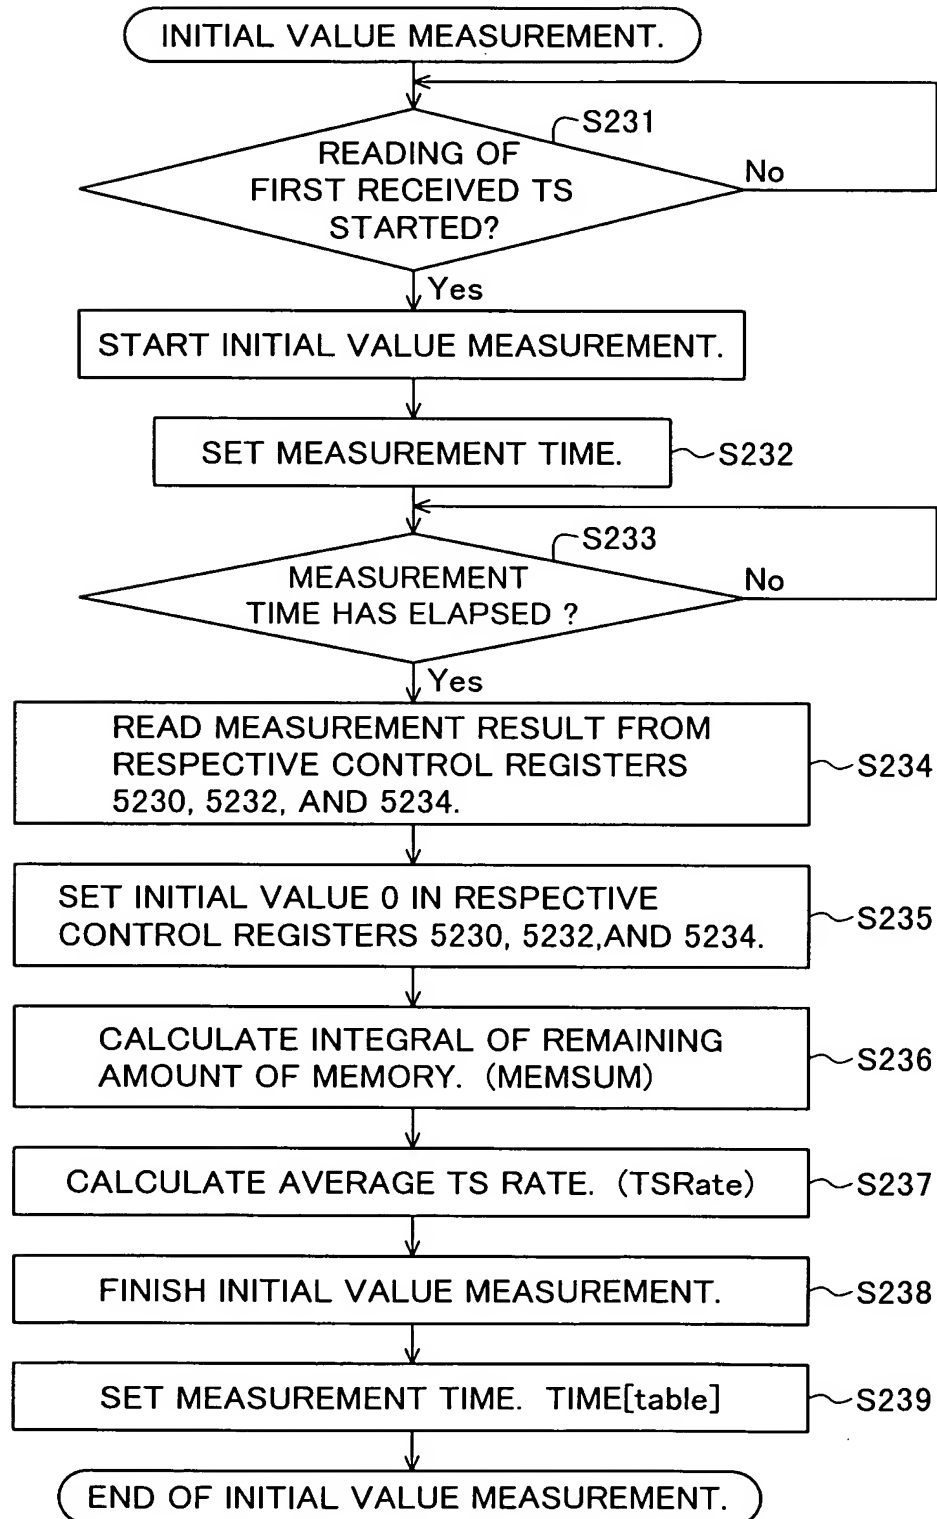 INITIAL VALUE MEASUREMENT.
S231
READING OF
FIRST RECEIVED TS
STARTED?
No
Yes
START INITIAL VALUE MEASUREMENT.
SET MEASUREMENT TIME.
S232
S233
MEASUREMENT
TIME HAS ELAPSED ?
No
Yes
READ MEASUREMENT RESULT FROM
RESPECTIVE CONTROL REGISTERS
5230, 5232, AND 5234.
S234
SET INITIAL VALUE 0 IN RESPECTIVE
CONTROL REGISTERS 5230, 5232,AND 5234.
S235
CALCULATE INTEGRAL OF REMAINING
AMOUNT OF MEMORY. (MEMSUM)
S236
CALCULATE AVERAGE TS RATE. (TSRate)
S237
FINISH INITIAL VALUE MEASUREMENT.
S238
SET MEASUREMENT TIME. TIME[table]
S239
END OF INITIAL VALUE MEASUREMENT.